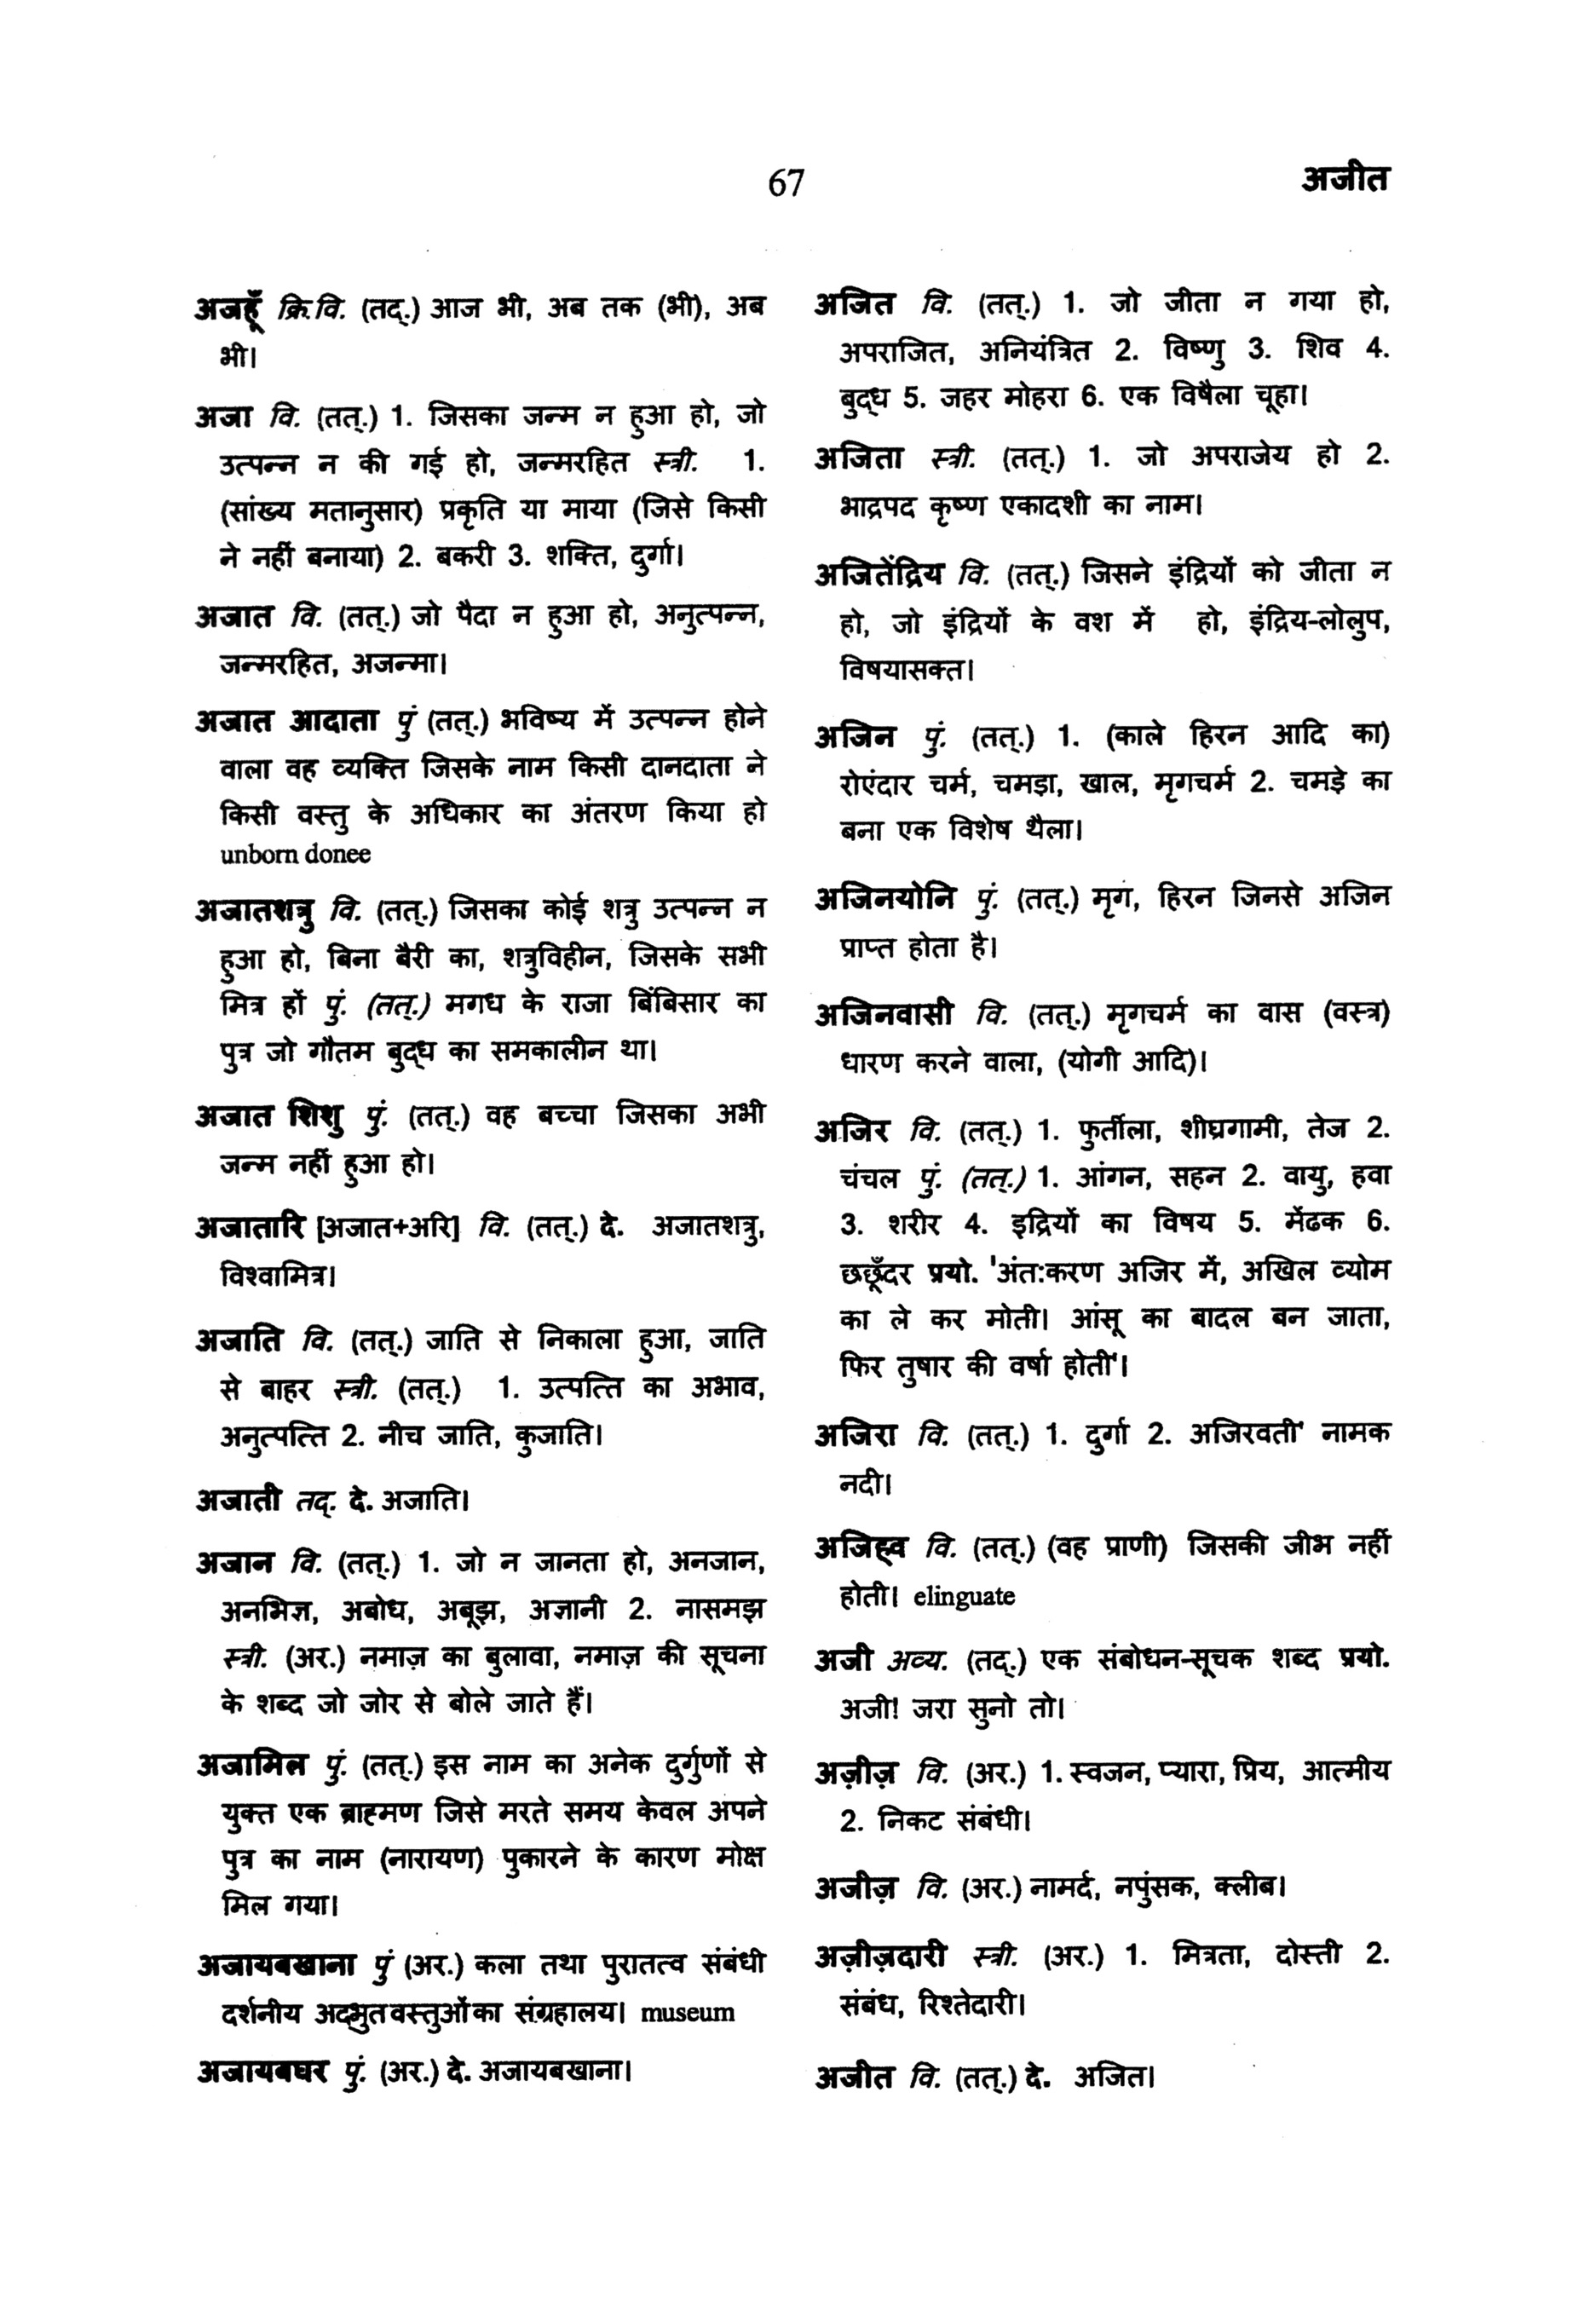 67
अजीत
अजहूँ क्रि.वि. (तद्.) आज भी, अब तक (भी), अब
भी।
अजा वि. (तत्.) 1. जिसका जन्म न हुआ हो, जो
उत्पन्न न की गई हो, जन्मरहित स्त्री. 1.
(सांख्य मतानुसार) प्रकृति या माया (जिसे किसी
ने नहीं बनाया) 2. बकरी 3. शक्ति, दुर्गा।
अजात वि. (तत्.) जो पैदा न हुआ हो, अनुत्पन्न,
जन्मरहित, अजन्मा।
अजात आदाता पुं (तत्.) भविष्य में उत्पन्न होने
वाला वह व्यक्ति जिसके नाम किसी दानदाता ने
किसी वस्तु के अधिकार का अंतरण किया हो
unborn donee
अजातशत्रु वि. (तत्.) जिसका कोई शत्रु उत्पन्न न
हुआ हो, बिना बैरी का, शत्रुविहीन, जिसके सभी
मित्र हों पुं. (तत्.) मगध के राजा बिंबिसार का
पुत्र जो गौतम बुद्ध का समकालीन था।
अजात शिशु पुं. (तत्.) वह बच्चा जिसका अभी
जन्म नहीं हुआ हो।
अजातारि [अजात+अरि] वि. (तत्.) दे. अजातशत्रु,
विश्वामित्र।
अजाति वि. (तत्.) जाति से निकाला हुआ, जाति
से बाहर स्त्री. (तत्.) 1. उत्पत्ति का अभाव,
अनुत्पत्ति 2. नीच जाति, कुजाति।
अजाती तद्. दे. अजाति।
अजान वि. (तत्.) 1. जो न जानता हो, अनजान,
अनभिज्ञ, अबोध, अबूझ, अज्ञानी 2. नासमझ
स्त्री. (अर.) नमाज़ का बुलावा, नमाज़ की सूचना
के शब्द जो जोर से बोले जाते हैं।
अजामिल पुं. (तत्.) इस नाम का अनेक दुर्गुणों से
युक्त एक ब्राह्मण जिसे मरते समय केवल अपने
पुत्र का नाम (नारायण) पुकारने के कारण मोक्ष
मिल गया।
अजायबखाना पुं (अर.) कला तथा पुरातत्व संबंधी
दर्शनीय अद्भुत वस्तुओं का संग्रहालय। museum
अजायबघर पुं. (अर.) दे. अजायबखाना।
अजित वि. (तत्.) 1. जो जीता न गया हो,
अपराजित, अनियंत्रित 2. विष्णु 3. शिव 4.
बुद्ध 5. जहर मोहरा 6. एक विषैला चूहा।
अजिता स्त्री. (तत्.) 1. जो अपराजेय हो 2.
भाद्रपद कृष्ण एकादशी का नाम।
अजितेंद्रिय वि. (तत्.) जिसने इंद्रियों को जीता न
हो, जो इंद्रियों के वश में हो, इंद्रिय-लोलुप,
विषयासक्त।
अजिन पुं. (तत्.) 1. (काले हिरन आदि का)
रोएंदार चर्म, चमड़ा, खाल, मृगचर्म 2. चमड़े का
बना एक विशेष थैला।
अजिनयोनि पुं. (तत्.) मृग, हिरन जिनसे अजिन
प्राप्त होता है।
अजिनवासी वि. (तत्.) मृगचर्म का वास (वस्त्र)
धारण करने वाला, (योगी आदि)।
अजिर वि. (तत्.) 1. फुर्तीला, शीघ्रगामी, तेज 2.
चंचल पुं. (तत्.) 1. आंगन, सहन 2. वायु, हवा
3. शरीर 4. इद्रियों का विषय 5. मेंढक 6.
छछूँदर प्रयो. 'अंत:करण अजिर में, अखिल व्योम
का ले कर मोती। आंसू का बादल बन जाता,
फिर तुषार की वर्षा होती'।
अजिरा वि. (तत्.) 1. दुर्गा 2. अजिरवती' नामक
नदी।
अजिह्व वि. (तत्.) (वह प्राणी) जिसकी जीभ नहीं
होती। elinguate
अजी अव्य. (तद्.) एक संबोधन-सूचक शब्द प्रयो.
अजी! जरा सुनो तो।
अज़ीज़ वि. (अर.) 1. स्वजन, प्यारा, प्रिय, आत्मीय
2. निकट संबंधी।
अजीज़ वि. (अर.) नामर्द, नपुंसक, क्लीब।
अज़ीज़दारी स्त्री. (अर.) 1. मित्रता, दोस्ती 2.
संबंध, रिश्तेदारी।
अजीत वि. (तत्.) दे. अजित।